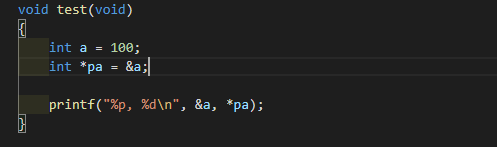 void test(void)
{
    int a = 100;
    int *pa = &a;

    printf("%p, %d\n", &a, *pa);
}